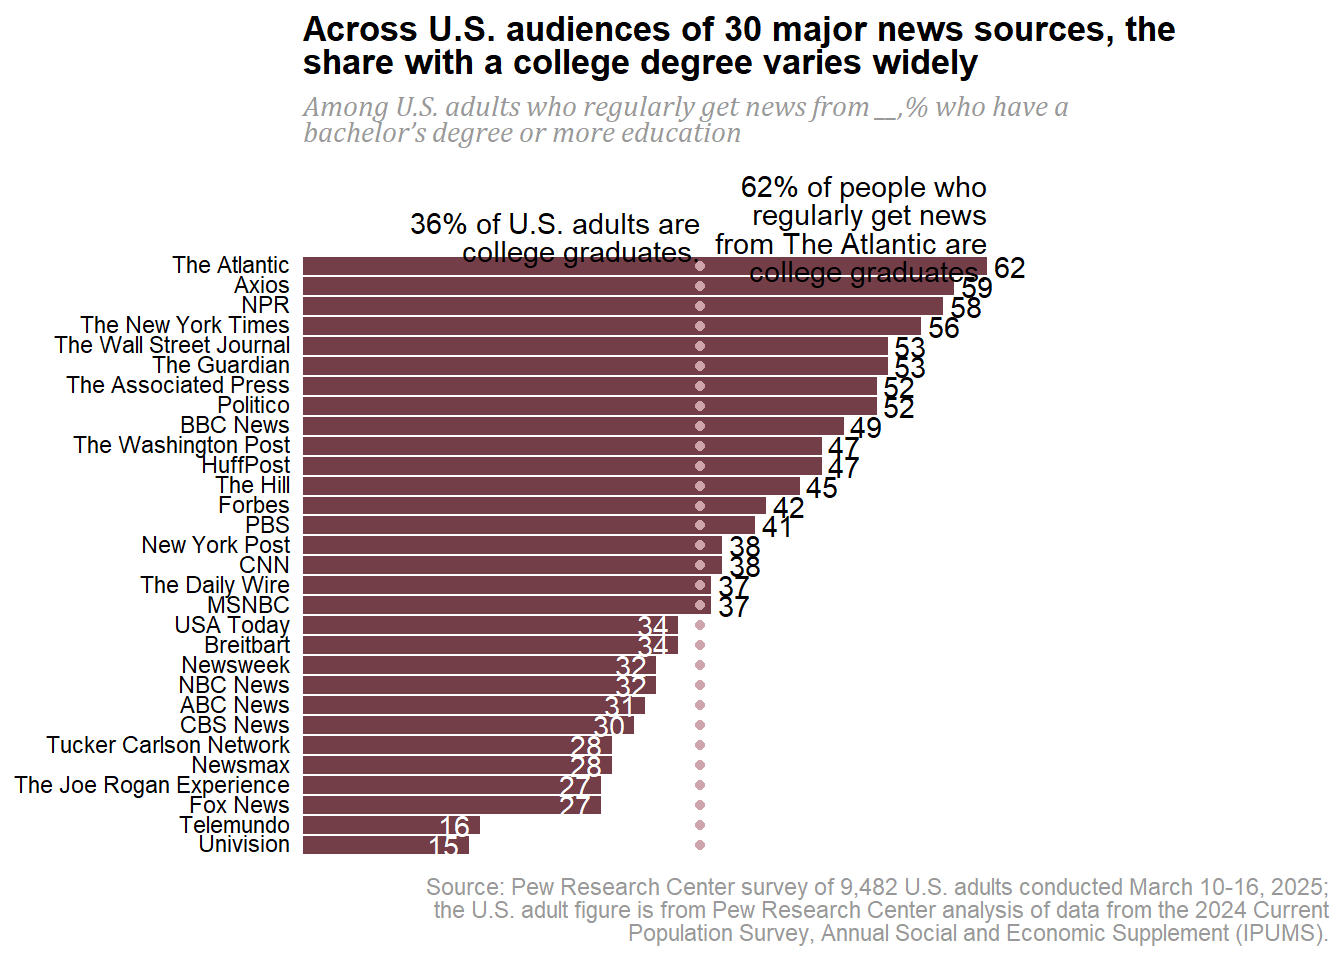 Across U.S. audiences of 30 major news sources, the
share with a college degree varies widely
Among U.S. adults who regularly get news from __,% who have a
bachelor’s degree or more education
62% of people who
regularly get news
from The Atlantic are
college graduates.
36% of U.S. adults are
college graduates.
The Atlantic 62
Axios 59
NPR 58
The New York Times 56
The Wall Street Journal 53
The Guardian 53
The Associated Press 52
Politico 52
BBC News 49
The Washington Post 47
HuffPost 47
The Hill 45
Forbes 42
PBS 41
New York Post 38
CNN 38
The Daily Wire 37
MSNBC 37
USA Today 34
Breitbart 34
Newsweek 32
NBC News 32
ABC News 31
CBS News 30
Tucker Carlson Network 28
Newsmax 28
The Joe Rogan Experience 27
Fox News 27
Telemundo 16
Univision 15
Source: Pew Research Center survey of 9,482 U.S. adults conducted March 10-16, 2025;
the U.S. adult figure is from Pew Research Center analysis of data from the 2024 Current
Population Survey, Annual Social and Economic Supplement (IPUMS).